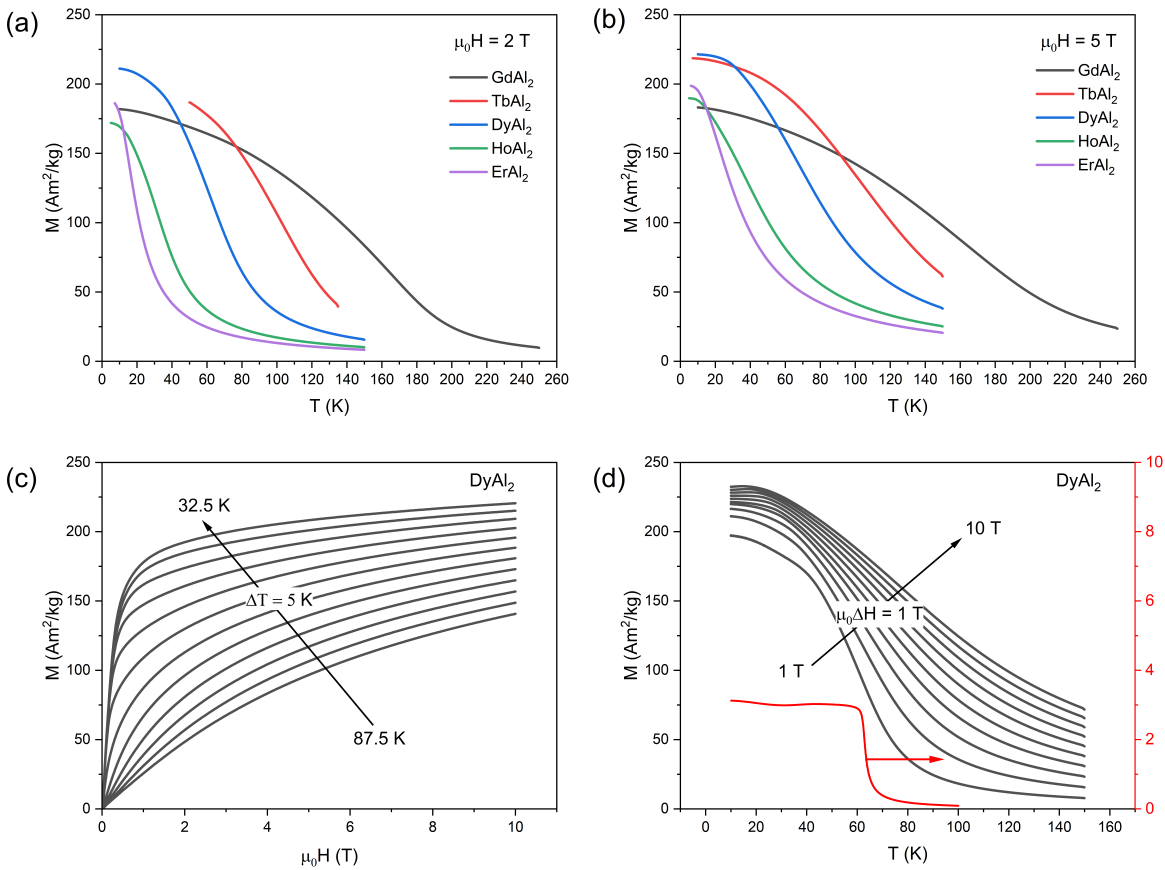 (a)
μ₀H = 2 T
GdAl₂
TbAl₂
DyAl₂
HoAl₂
ErAl₂
M (Am²/kg)
250
200
150
100
50
0
0 20 40 60 80 100 120 140 160 180 200 220 240 260
T (K)
(b)
μ₀H = 5 T
GdAl₂
TbAl₂
DyAl₂
HoAl₂
ErAl₂
M (Am²/kg)
250
200
150
100
50
0
0 20 40 60 80 100 120 140 160 180 200 220 240 260
T (K)
(c)
DyAl₂
32.5 K
ΔT = 5 K
87.5 K
M (Am²/kg)
250
200
150
100
50
0
0 2 4 6 8 10
μ₀H (T)
(d)
DyAl₂
10 T
μ₀ΔH = 1 T
1 T
M (Am²/kg)
250
200
150
100
50
0
10
8
6
4
2
0
0 20 40 60 80 100 120 140 160
T (K)